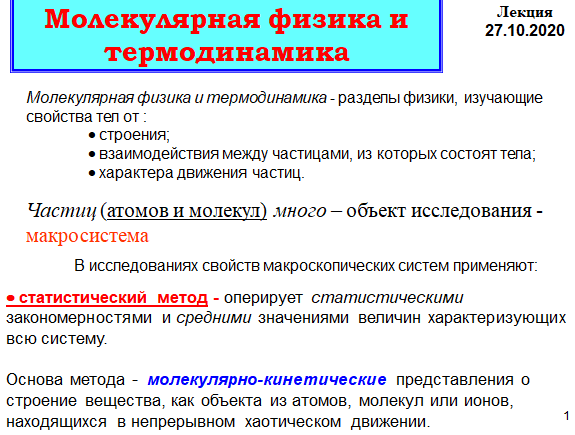 Молекулярная физика и
термодинамика
Лекция
27.10.2020
Молекулярная физика и термодинамика - разделы физики, изучающие
свойства тел от :
• строения;
• взаимодействия между частицами, из которых состоят тела;
• характера движения частиц.
Частиц (атомов и молекул) много – объект исследования -
макросистема
В исследованиях свойств макроскопических систем применяют:
• статистический метод - оперирует статистическими
закономерностями и средними значениями величин характеризующих
всю систему.
Основа метода - молекулярно-кинетические представления о
строение вещества, как объекта из атомов, молекул или ионов,
находящихся в непрерывном хаотическом движении.
1